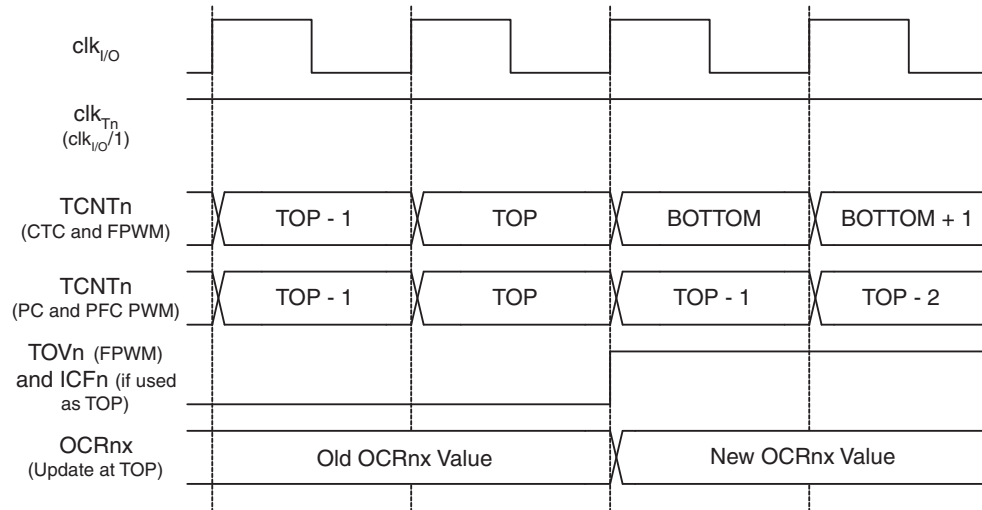 clkI/O
clkTn
(clkI/O/1)
TCNTn
(CTC and FPWM)
TOP - 1
TOP
BOTTOM
BOTTOM + 1
TCNTn
(PC and PFC PWM)
TOP - 1
TOP
TOP - 1
TOP - 2
TOVn (FPWM)
and ICFn (if used
as TOP)
OCRnx
(Update at TOP)
Old OCRnx Value
New OCRnx Value